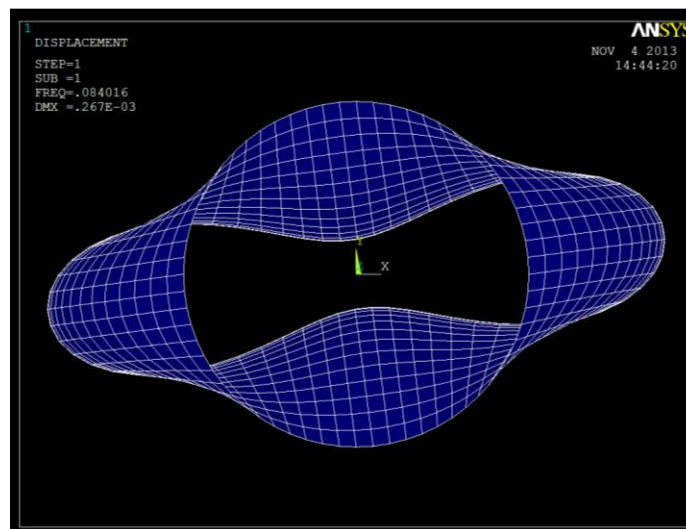 1
ANSYS
DISPLACEMENT
NOV 4 2013
14:44:20
STEP=1
SUB =1
FREQ=.084016
DMX =.267E-03
Y
X